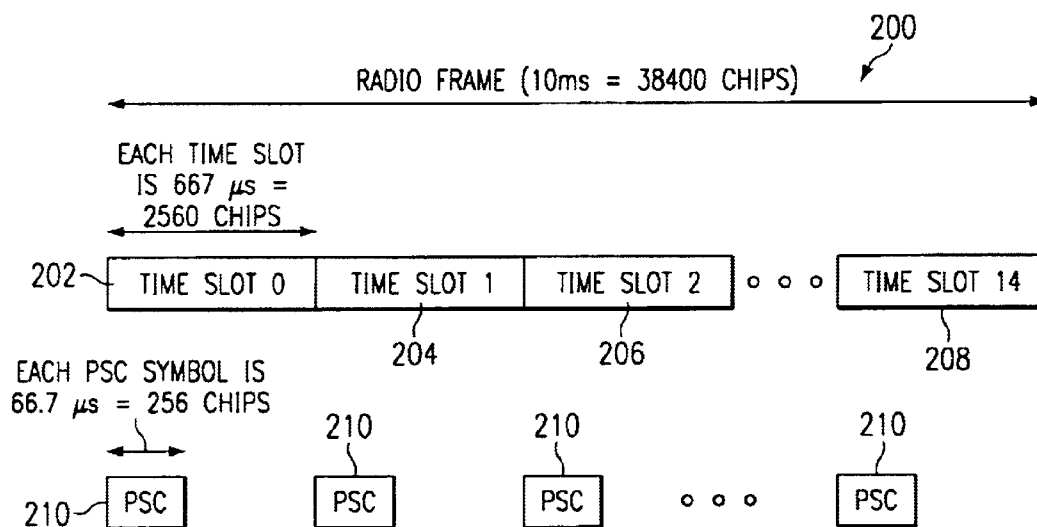 200
RADIO FRAME (10ms = 38400 CHIPS)
EACH TIME SLOT
IS 667 μs =
2560 CHIPS
202
TIME SLOT 0
TIME SLOT 1
TIME SLOT 2
TIME SLOT 14
204
206
208
EACH PSC SYMBOL IS
66.7 μs = 256 CHIPS
210
210
210
210
PSC
PSC
PSC
PSC